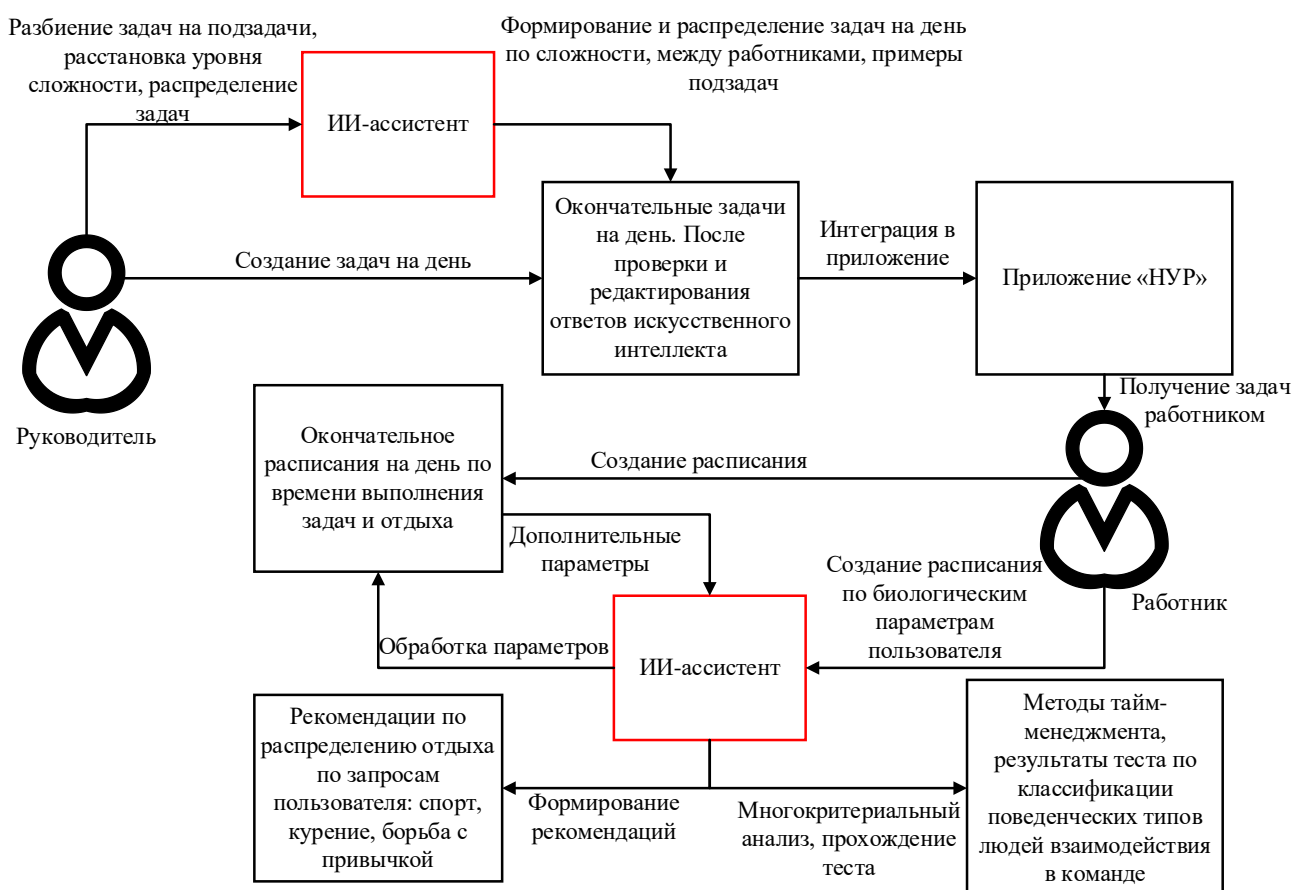 Разбиение задач на подзадачи,
расстановка уровня
сложности, распределение
задач
Формирование и распределение задач на день
по сложности, между работниками, примеры
подзадач
ИИ-ассистент
Создание задач на день
Окончательные задачи
на день. После
проверки и
редактирования
ответов искусственного
интеллекта
Интеграция в
приложение
Приложение «НУР»
Руководитель
Получение задач
работником
Окончательное
расписания на день по
времени выполнения
задач и отдыха
Создание расписания
Дополнительные
параметры
Создание расписания
по биологическим
параметрам
пользователя
Работник
Обработка параметров
ИИ-ассистент
Рекомендации по
распределению отдыха
по запросам
пользователя: спорт,
курение, борьба с
привычкой
Формирование
рекомендаций
Многокритериальный
анализ, прохождение
теста
Методы тайм-
менеджмента,
результаты теста по
классификации
поведенческих типов
людей взаимодействия
в команде